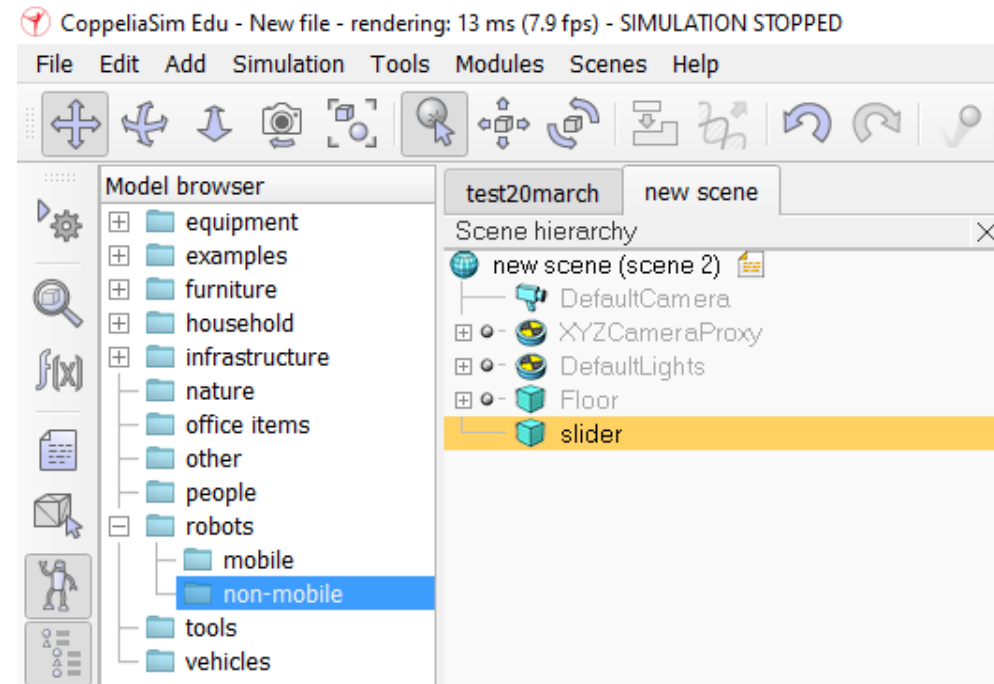 CoppeliaSim Edu - New file - rendering: 13 ms (7.9 fps) - SIMULATION STOPPED
File Edit Add Simulation Tools Modules Scenes Help
Model browser
equipment
examples
furniture
household
infrastructure
nature
office items
other
people
robots
mobile
non-mobile
tools
vehicles
test20march new scene
Scene hierarchy
new scene (scene 2)
DefaultCamera
XYZCameraProxy
DefaultLights
Floor
slider
f(x)